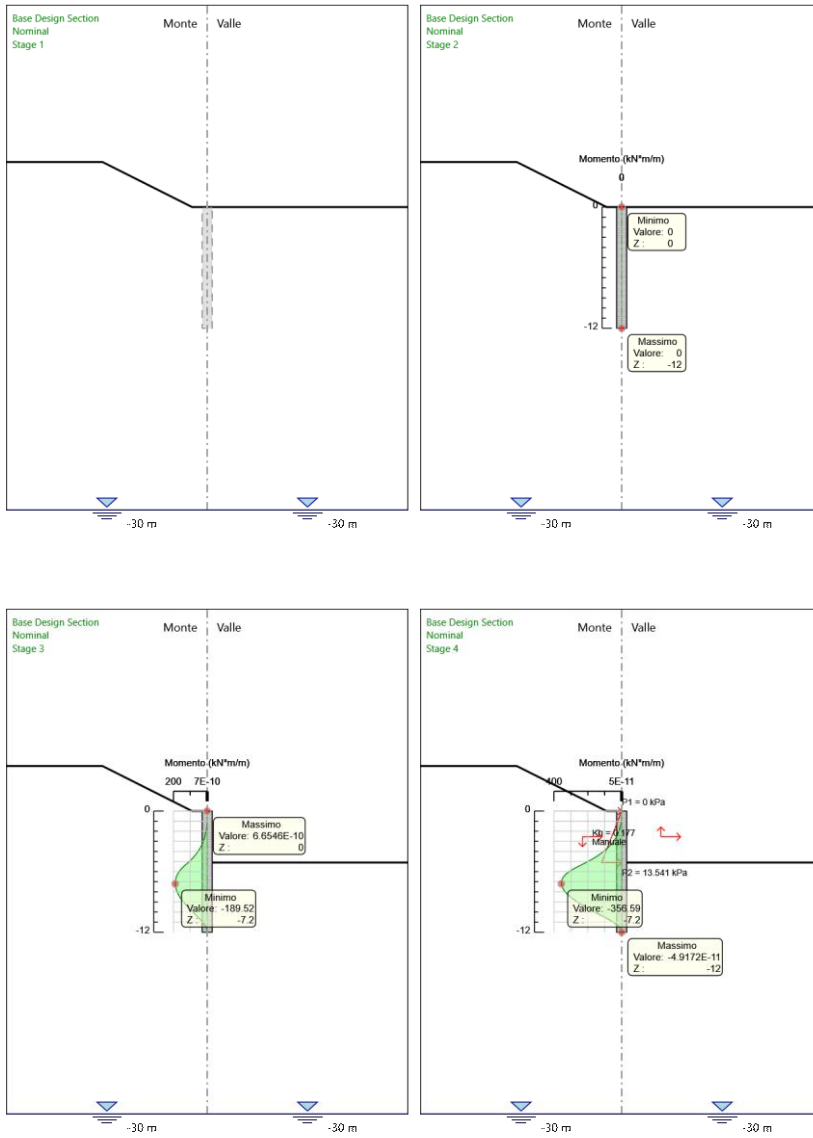 Base Design Section
Nominal
Stage 1
Monte
Valle
-30 m
-30 m
Base Design Section
Nominal
Stage 2
Monte
Valle
Momento (kN*m/m)
0
0
Minimo
Valore: 0
Z : 0
-12
Massimo
Valore: 0
Z : -12
-30 m
-30 m
Base Design Section
Nominal
Stage 3
Monte
Valle
Momento (kN*m/m)
200 7E-10
0
Massimo
Valore: 6.6546E-10
Z : 0
Minimo
Valore: -189.52
Z : -7.2
-12
-30 m
-30 m
Base Design Section
Nominal
Stage 4
Monte
Valle
Momento (kN*m/m)
400 5E-11
P1 = 0 kPa
0
Kh = 0.177
Manuale
P2 = 13.541 kPa
Minimo
Valore: -356.59
Z : -7.2
-12
Massimo
Valore: -4.9172E-11
Z : -12
-30 m
-30 m